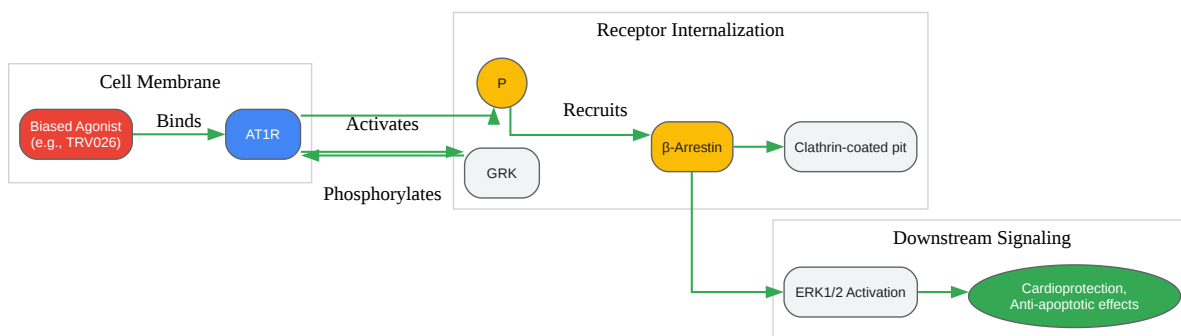 Receptor Internalization
Cell Membrane
P
Recruits
Biased Agonist
(e.g., TRV026)
Binds
AT1R
Activates
β-Arrestin
Clathrin-coated pit
GRK
Phosphorylates
Downstream Signaling
ERK1/2 Activation
Cardioprotection,
Anti-apoptotic effects